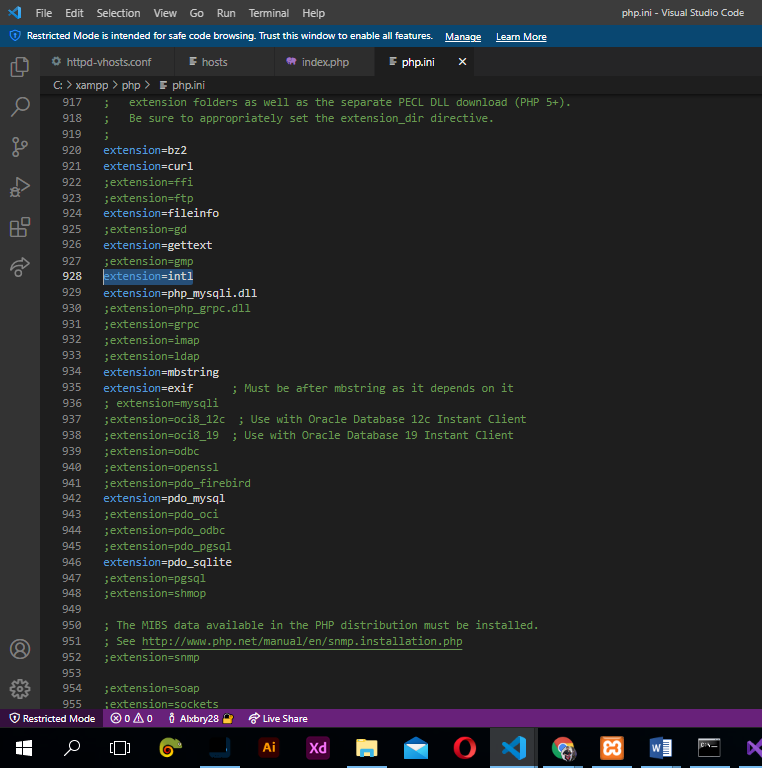 File Edit Selection View Go Run Terminal Help php.ini - Visual Studio Code
Restricted Mode is intended for safe code browsing. Trust this window to enable all features. Manage Learn More
httpd-vhosts.conf hosts index.php php.ini
C: > xampp > php > php.ini
917 ;   extension folders as well as the separate PECL DLL download (PHP 5+).
918 ;   Be sure to appropriately set the extension_dir directive.
919 ;
920 extension=bz2
921 extension=curl
922 ;extension=ffi
923 ;extension=ftp
924 extension=fileinfo
925 ;extension=gd
926 extension=gettext
927 ;extension=gmp
928 extension=intl
929 extension=php_mysqli.dll
930 ;extension=php_grpc.dll
931 ;extension=grpc
932 ;extension=imap
933 ;extension=ldap
934 extension=mbstring
935 extension=exif      ; Must be after mbstring as it depends on it
936 ; extension=mysqli
937 ;extension=oci8_12c  ; Use with Oracle Database 12c Instant Client
938 ;extension=oci8_19  ; Use with Oracle Database 19 Instant Client
939 ;extension=odbc
940 ;extension=openssl
941 ;extension=pdo_firebird
942 extension=pdo_mysql
943 ;extension=pdo_oci
944 ;extension=pdo_odbc
945 ;extension=pdo_pgsql
946 extension=pdo_sqlite
947 ;extension=pgsql
948 ;extension=shmop
949
950 ; The MIBS data available in the PHP distribution must be installed.
951 ; See http://www.php.net/manual/en/snmp.installation.php
952 ;extension=snmp
953
954 ;extension=soap
955 ;extension=sockets
Restricted Mode 0 0 Alxbry28 Live Share
Ai Xd